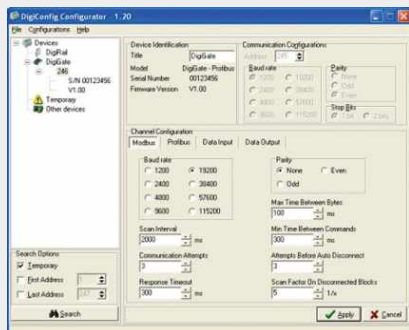 DigiConfig Configurator - 1.20
File Configurations Help
Devices
DigiRail
DigiGate
246
S/N 00123456
V1.00
Temporary
Other devices
Search Options
Temporary
First Address 1
Last Address 247
Search
Device Identification
Title DigiGate
Model DigiGate - Profibus
Serial Number 00123456
Firmware Version V1.00
Communication Configurations
Address 245
Baud rate
1200 19200
2400 38400
4800 57600
9600 115200
Parity
None
Odd
Even
Stop Bits
1 bit 2 bits
Channel Configuration
Modbus Profibus Data Input Data Output
Baud rate
1200 19200
2400 38400
4800 57600
9600 115200
Parity
None Even
Odd
Max Time Between Bytes
100 ms
Scan Interval
2000 ms
Min Time Between Commands
300 ms
Communication Attempts
3
Attempts Before Auto Disconnect
3
Response Timeout
300 ms
Scan Factor On Disconnected Blocks
5 1/x
Apply Cancel